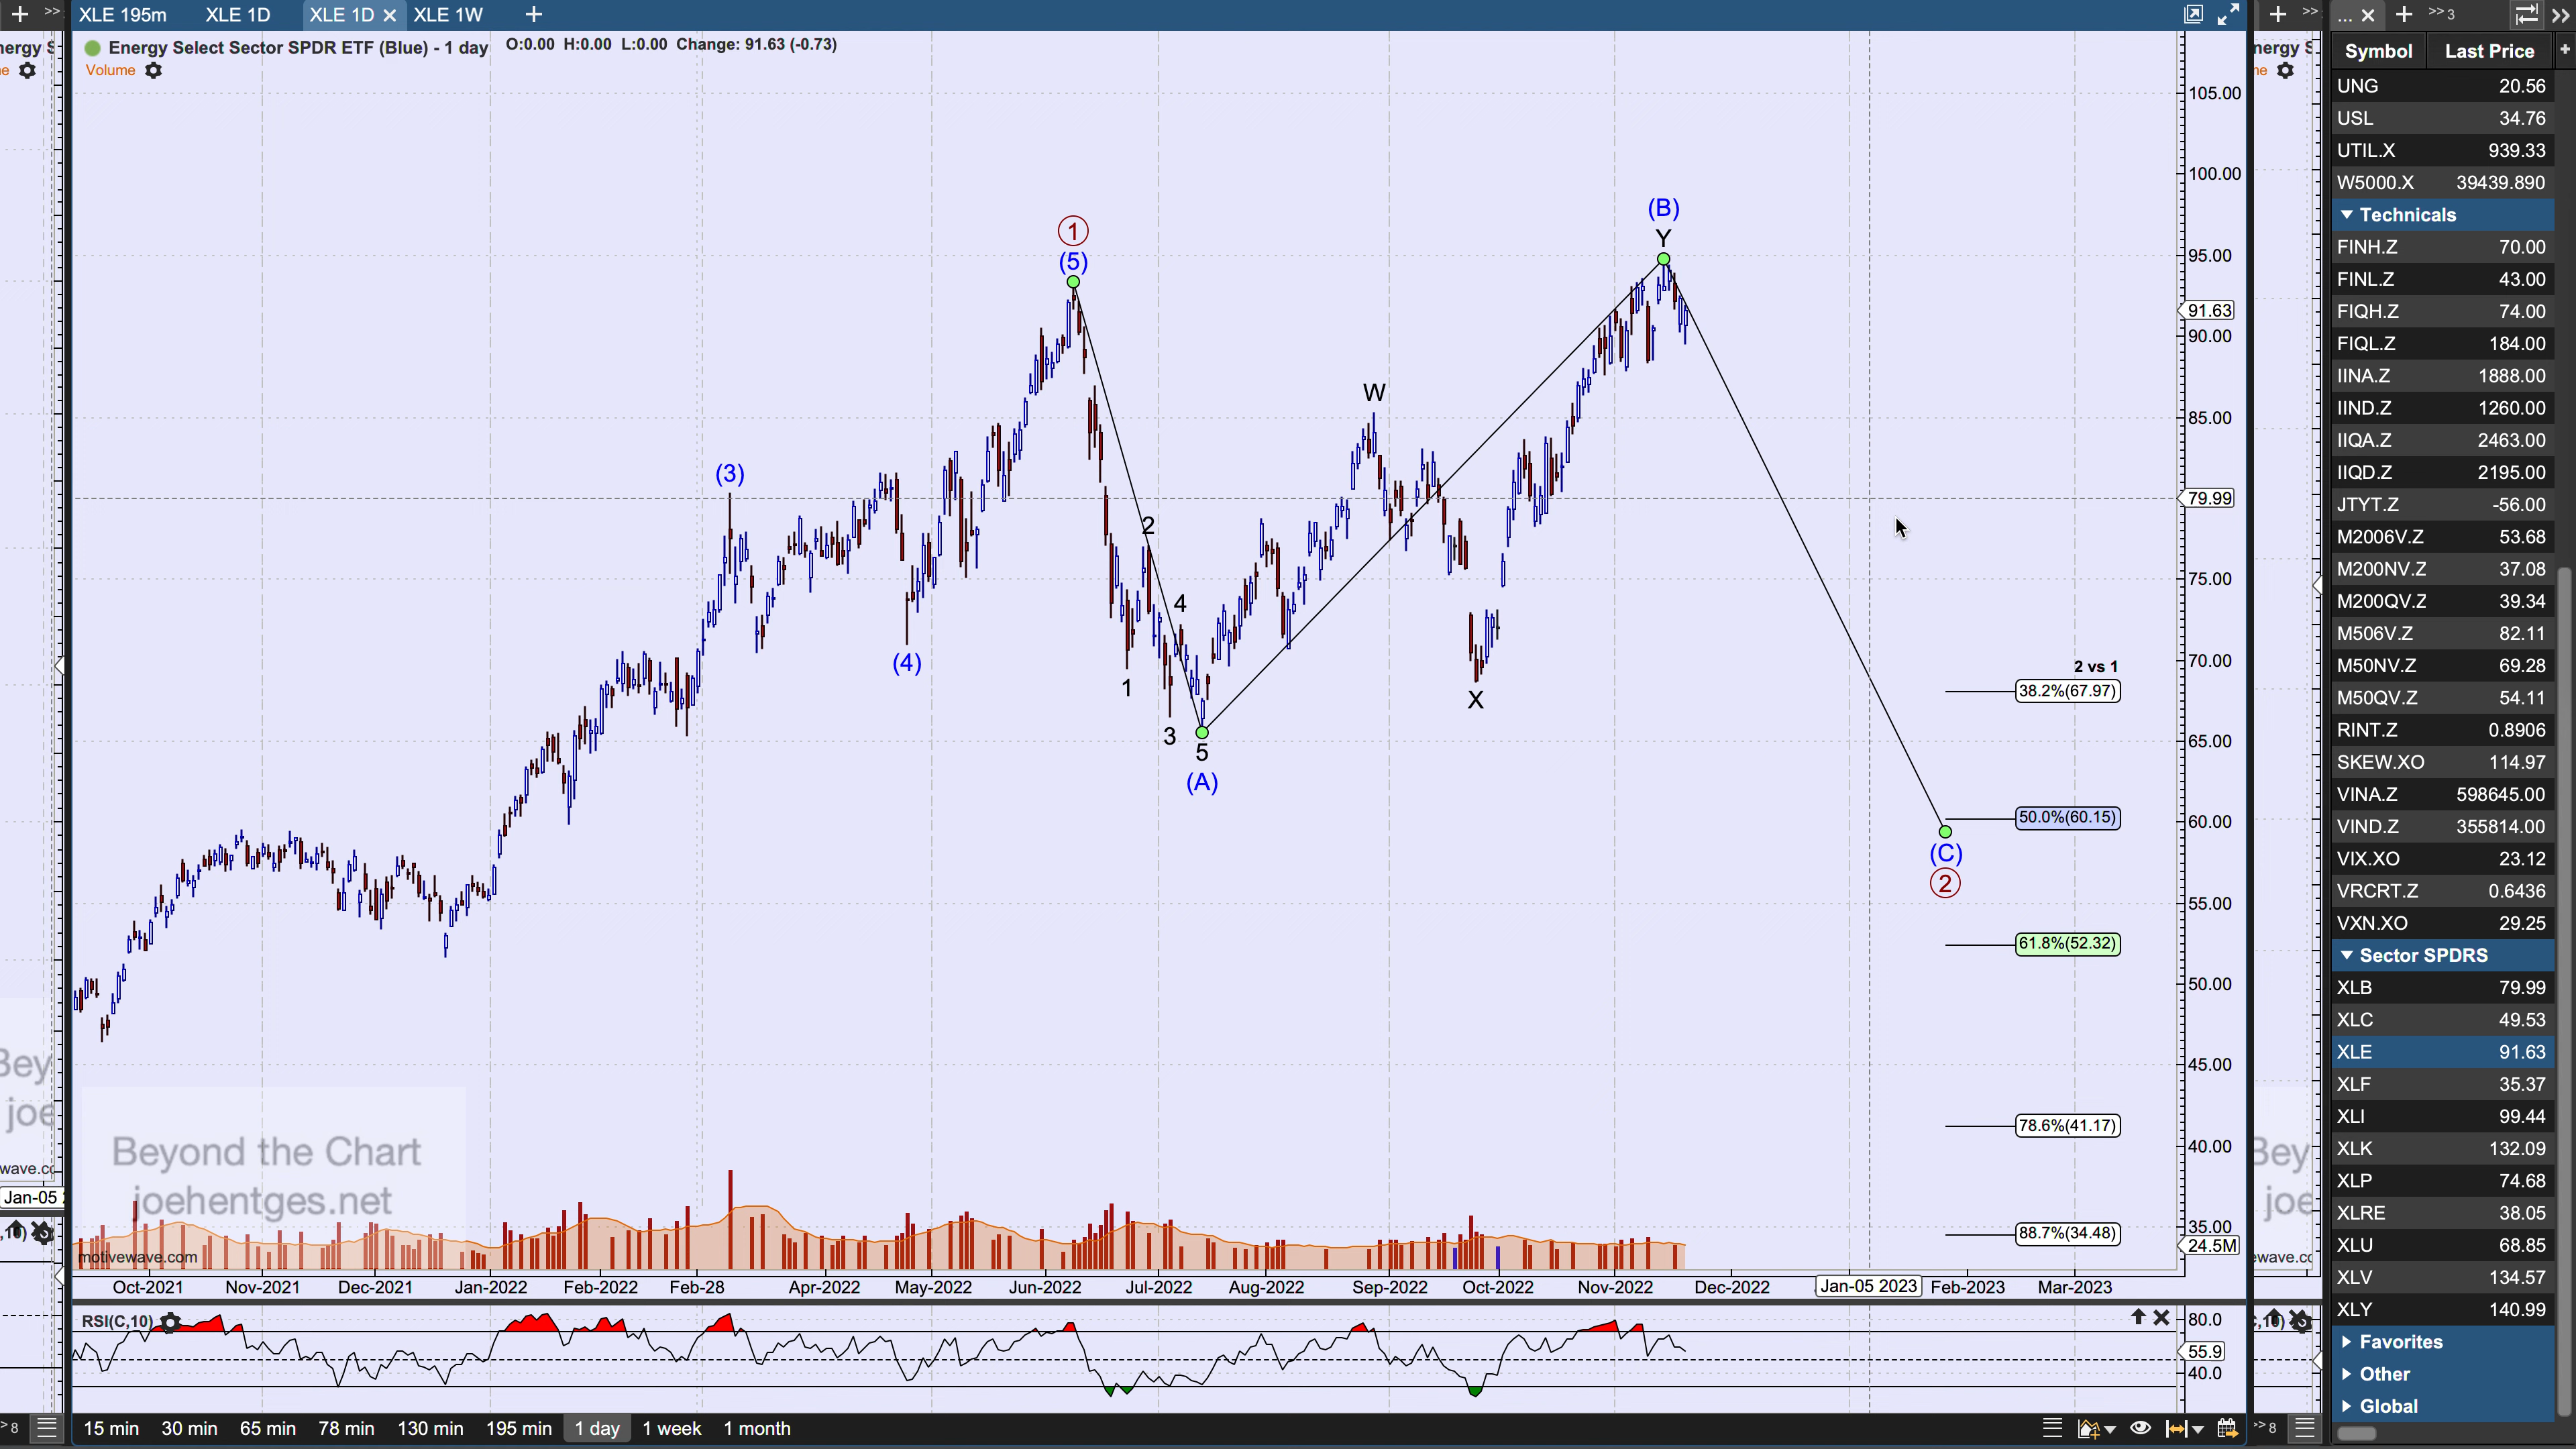 XLE 195m XLE 1D XLE 1D XLE 1W
>>3
Energy Select Sector SPDR ETF (Blue) - 1 day O:0.00 H:0.00 L:0.00 Change: 91.63 (-0.73)
Volume
105.00
100.00
95.00
91.63
90.00
85.00
79.99
75.00
70.00
65.00
60.00
55.00
50.00
45.00
40.00
35.00
24.5M
1
(5)
(3)
(4)
2
4
1
3
5
(A)
W
X
(B)
Y
(C)
2
2 vs 1
38.2%(67.97)
50.0%(60.15)
61.8%(52.32)
78.6%(41.17)
88.7%(34.48)
Beyond the Chart
joehentges.net
motivewave.com
Oct-2021 Nov-2021 Dec-2021 Jan-2022 Feb-2022 Feb-28 Apr-2022 May-2022 Jun-2022 Jul-2022 Aug-2022 Sep-2022 Oct-2022 Nov-2022 Dec-2022 Jan-05 2023 Feb-2023 Mar-2023
RSI(C,10)
80.0
55.9
40.0
15 min 30 min 65 min 78 min 130 min 195 min 1 day 1 week 1 month
Symbol Last Price
UNG 20.56
USL 34.76
UTIL.X 939.33
W5000.X 39439.890
Technicals
FINH.Z 70.00
FINL.Z 43.00
FIQH.Z 74.00
FIQL.Z 184.00
IINA.Z 1888.00
IIND.Z 1260.00
IIQA.Z 2463.00
IIQD.Z 2195.00
JTYT.Z -56.00
M2006V.Z 53.68
M200NV.Z 37.08
M200QV.Z 39.34
M506V.Z 82.11
M50NV.Z 69.28
M50QV.Z 54.11
RINT.Z 0.8906
SKEW.XO 114.97
VINA.Z 598645.00
VIND.Z 355814.00
VIX.XO 23.12
VRCRT.Z 0.6436
VXN.XO 29.25
Sector SPDRS
XLB 79.99
XLC 49.53
XLE 91.63
XLF 35.37
XLI 99.44
XLK 132.09
XLP 74.68
XLRE 38.05
XLU 68.85
XLV 134.57
XLY 140.99
Favorites
Other
Global